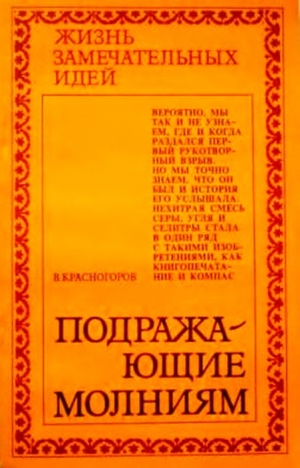 ЖИЗНЬ
ЗАМЕЧАТЕЛЬНЫХ
ИДЕЙ
ВЕРОЯТНО, МЫ
ТАК И НЕ УЗНА-
ЕМ, ГДЕ И КОГДА
РАЗДАЛСЯ ПЕР-
ВЫЙ РУКОТВОР-
НЫЙ ВЗРЫВ.
НО МЫ ТОЧНО
ЗНАЕМ, ЧТО ОН
БЫЛ И ИСТОРИЯ
ЕГО УСЛЫШАЛА.
НЕХИТРАЯ СМЕСЬ
СЕРЫ, УГЛЯ И
СЕЛИТРЫ СТАЛА
В ОДИН РЯД
С ТАКИМИ ИЗОБ-
РЕТЕНИЯМИ, КАК
КНИГОПЕЧАТА-
НИЕ И КОМПАС
В. КРАСНОГОРОВ
ПОДРАЖА-
ЮЩИЕ
МОЛНИЯМ